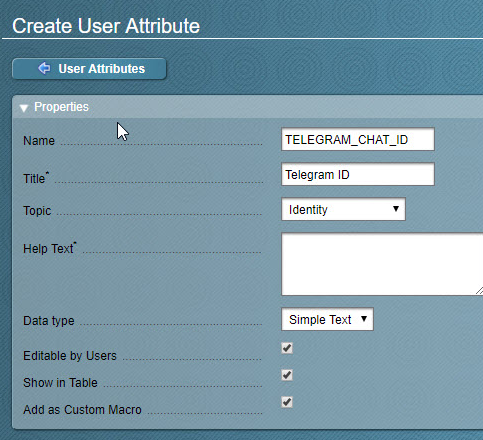 Create User Attribute
User Attributes
Properties
Name TELEGRAM_CHAT_ID
Title* Telegram ID
Topic Identity
Help Text*
Data type Simple Text
Editable by Users
Show in Table
Add as Custom Macro